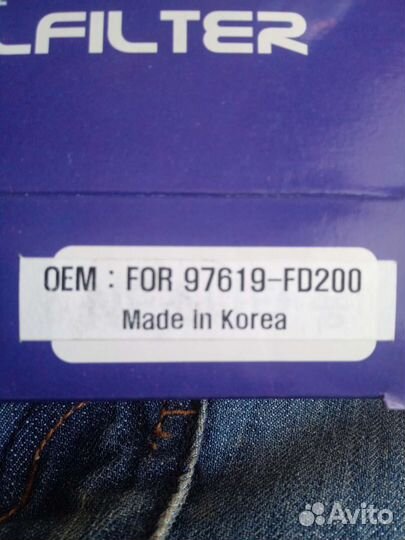 LFILTER
OEM : FOR 97619-FD200
Made in Korea
Avito